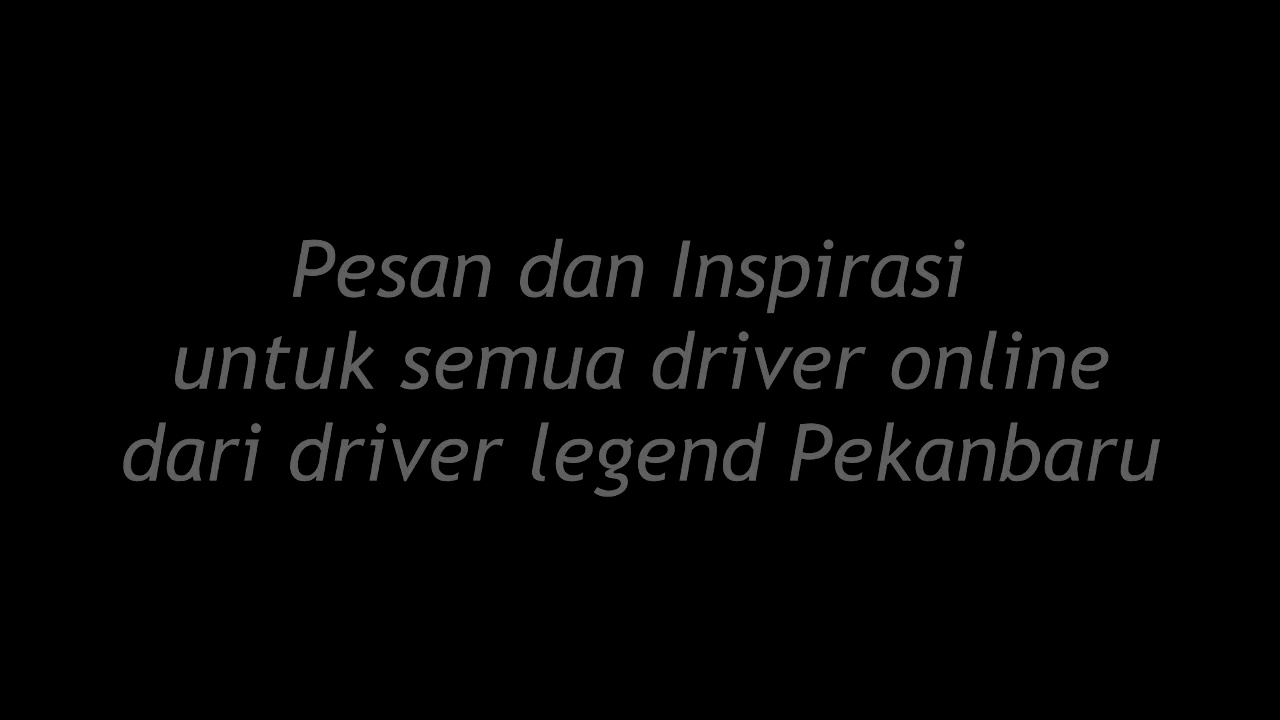 Pesan dan Inspirasi
untuk semua driver online
dari driver legend Pekanbaru